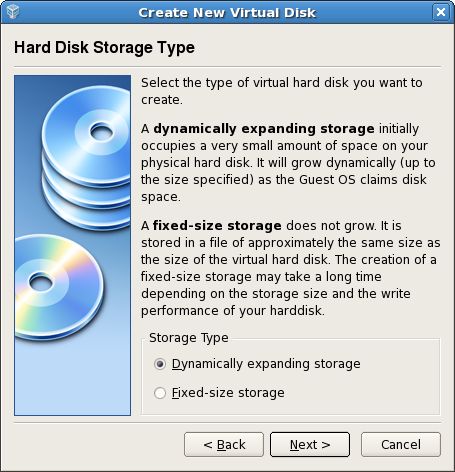 Create New Virtual Disk
Hard Disk Storage Type
Select the type of virtual hard disk you want to
create.
A dynamically expanding storage initially
occupies a very small amount of space on your
physical hard disk. It will grow dynamically (up to
the size specified) as the Guest OS claims disk
space.
A fixed-size storage does not grow. It is
stored in a file of approximately the same size as
the size of the virtual hard disk. The creation of a
fixed-size storage may take a long time
depending on the storage size and the write
performance of your harddisk.
Storage Type
Dynamically expanding storage
Fixed-size storage
< Back Next > Cancel